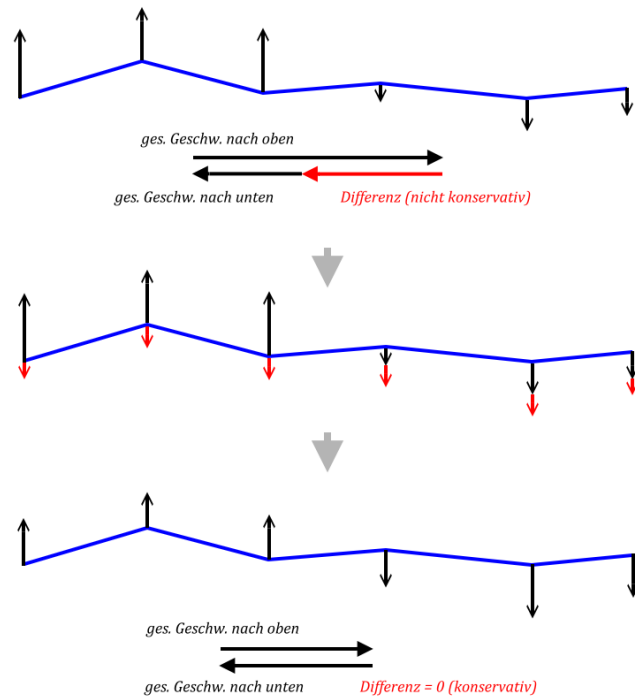 ges. Geschw. nach oben
ges. Geschw. nach unten Differenz (nicht konservativ)
ges. Geschw. nach oben
ges. Geschw. nach unten Differenz = 0 (konservativ)